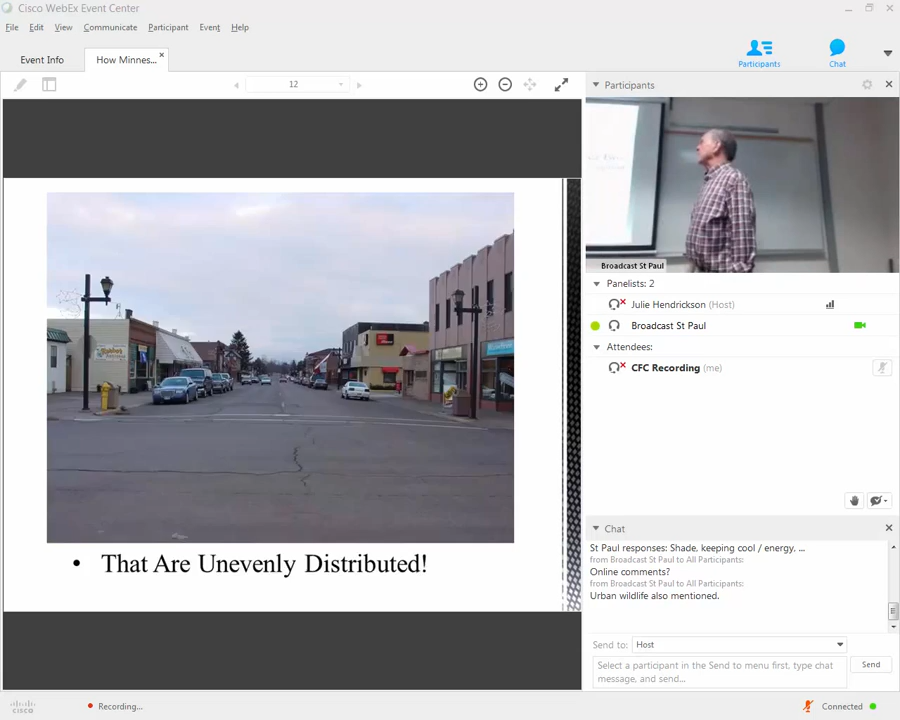 Cisco WebEx Event Center
File Edit View Communicate Participant Event Help
Event Info
How Minnes...
Participants
Chat
12
Participants
Broadcast St Paul
Panelists: 2
Julie Hendrickson (Host)
Broadcast St Paul
Attendees:
CFC Recording (me)
• That Are Unevenly Distributed!
Chat
St Paul responses: Shade, keeping cool / energy, ...
from Broadcast St Paul to All Participants:
Online comments?
from Broadcast St Paul to All Participants:
Urban wildlife also mentioned.
Send to: Host
Select a participant in the Send to menu first, type chat
message, and send...
Send
cisco
Recording...
Connected